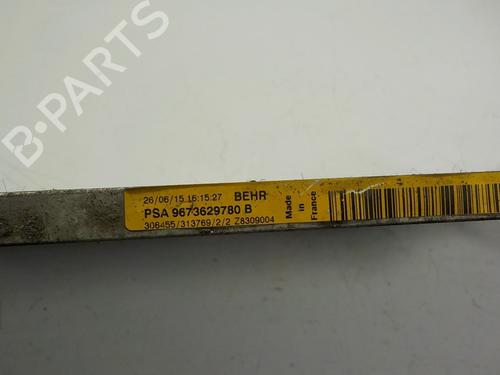 26/06/15 16:15:27 BEHR
PSA 9673629780 B
306455/313769/2/2 Z8309004
Made
in
France
B-PARTS